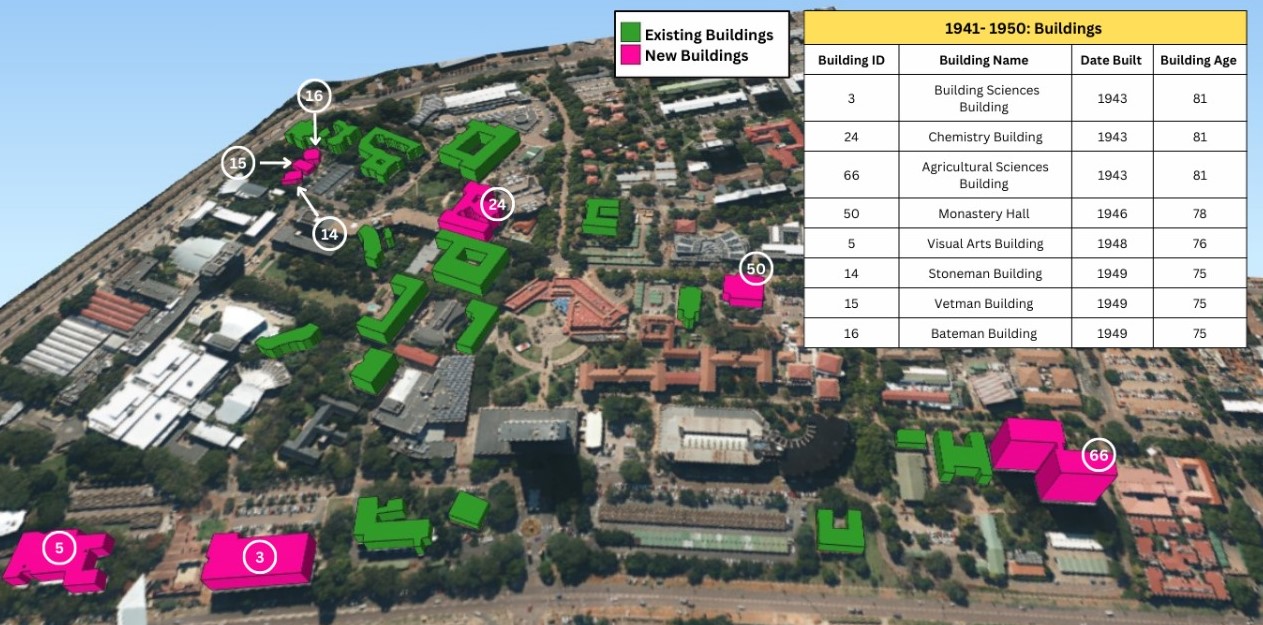 Existing Buildings
New Buildings
1941- 1950: Buildings
Building ID Building Name Date Built Building Age
3 Building Sciences Building 1943 81
24 Chemistry Building 1943 81
66 Agricultural Sciences Building 1943 81
50 Monastery Hall 1946 78
5 Visual Arts Building 1948 76
14 Stoneman Building 1949 75
15 Vetman Building 1949 75
16 Bateman Building 1949 75
16
15
14
24
50
66
5
3